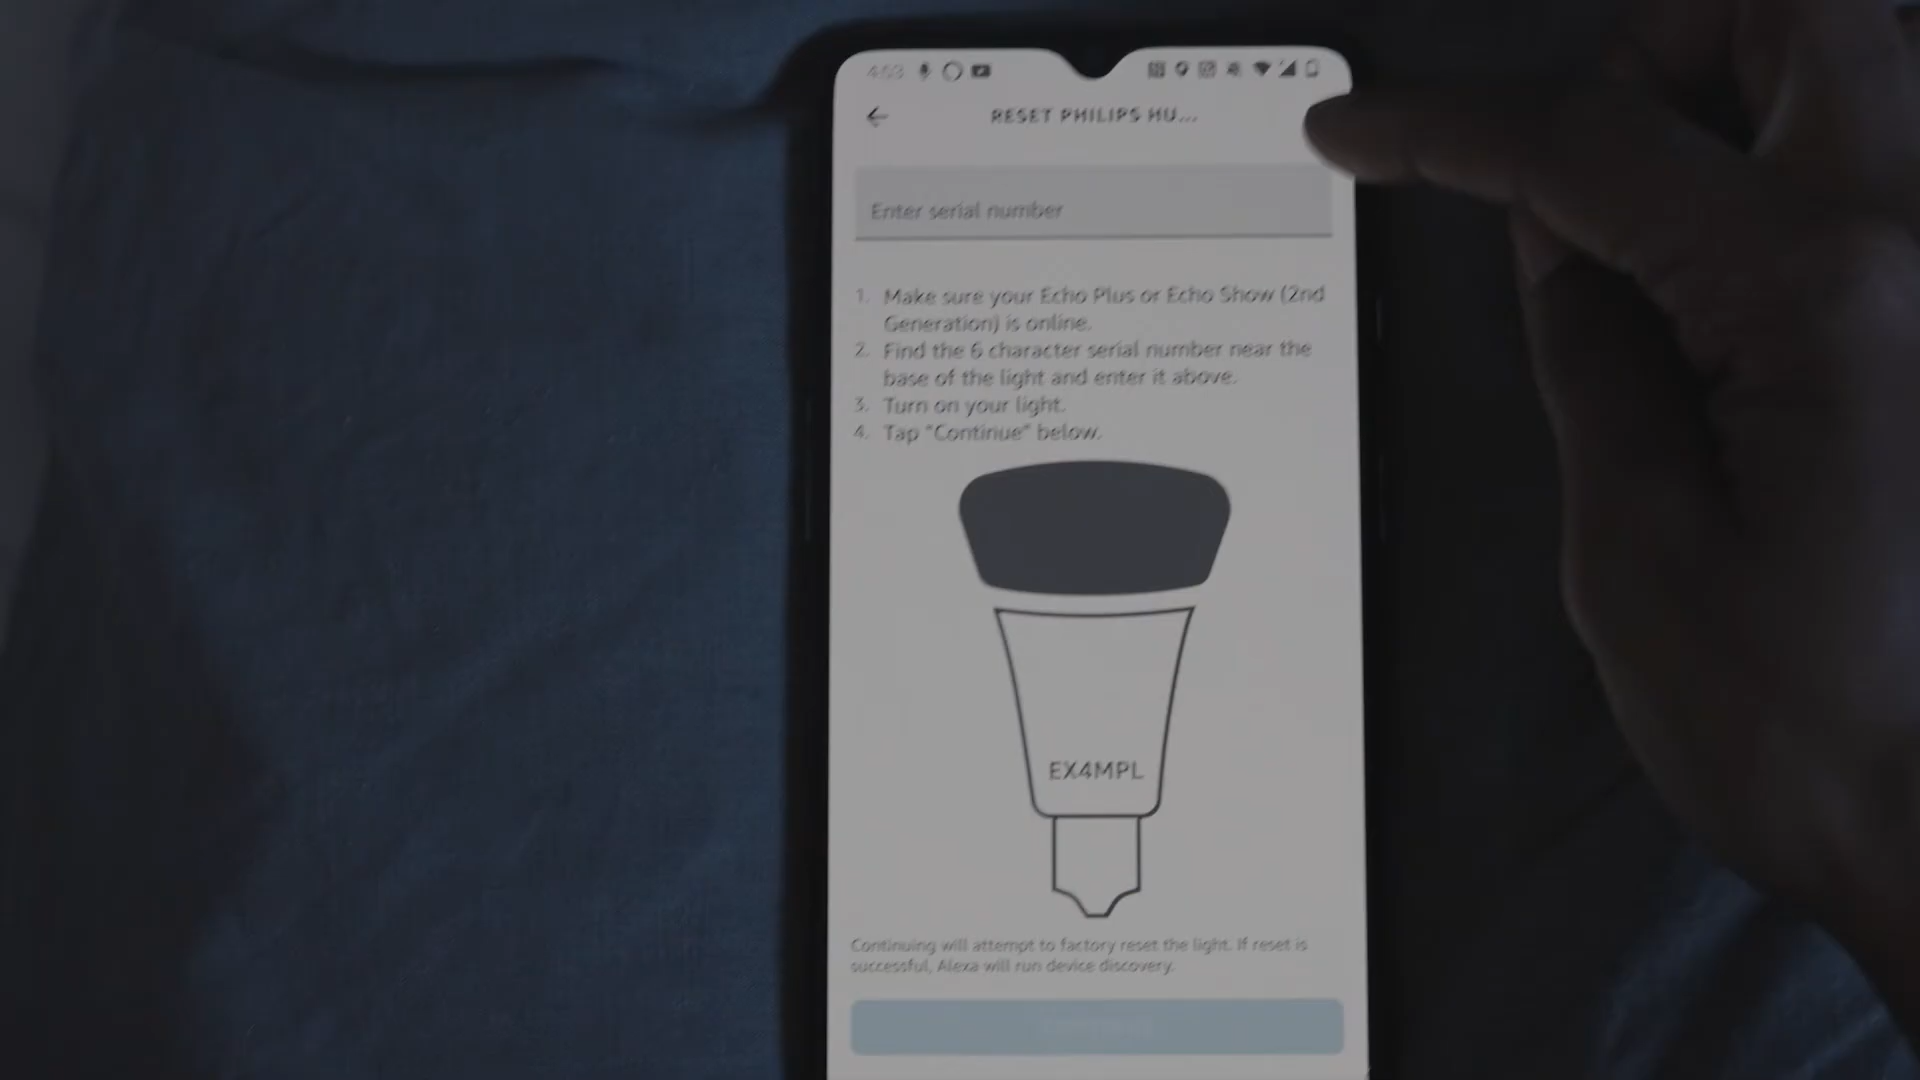 4:53
RESET PHILIPS HU...
Enter serial number
1. Make sure your Echo Plus or Echo Show (2nd
Generation) is online.
2. Find the 6 character serial number near the
base of the light and enter it above.
3. Turn on your light.
4. Tap "Continue" below.
EX4MPL
Continuing will attempt to factory reset the light. If reset is
successful, Alexa will run device discovery.